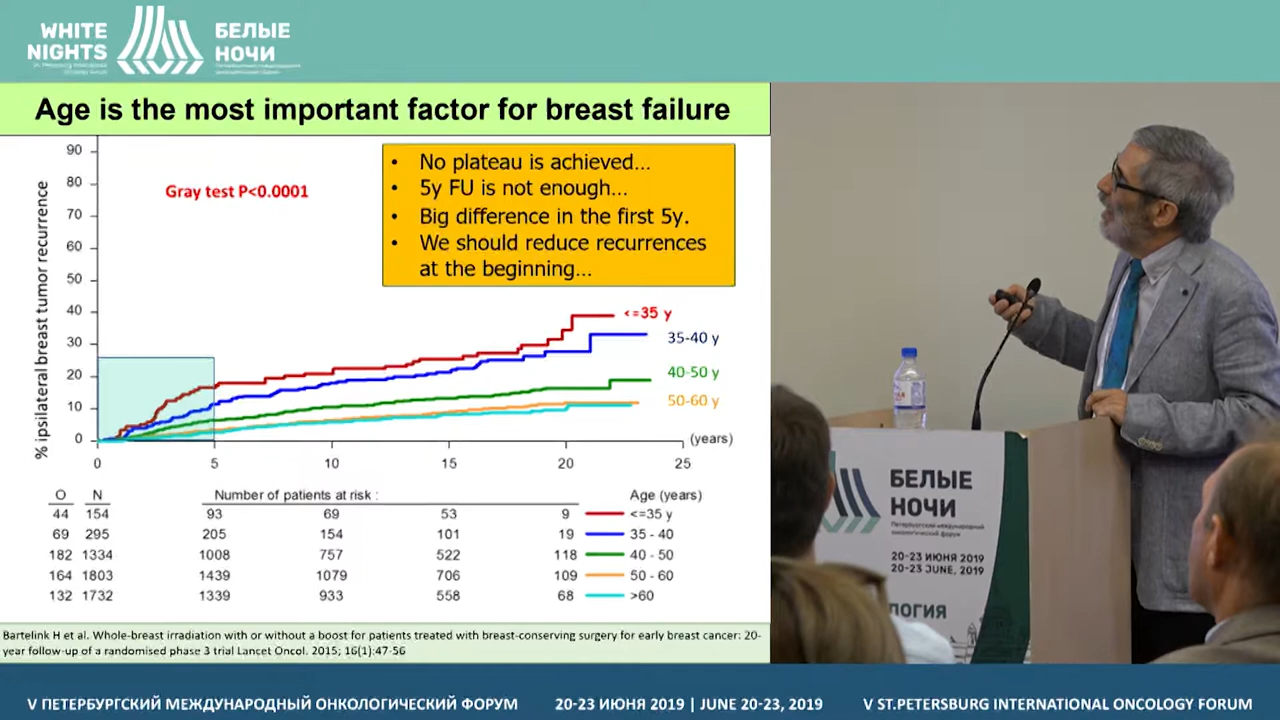 WHITE
NIGHTS
БЕЛЫЕ
НОЧИ
Age is the most important factor for breast failure
% ipsilateral breast tumor recurrence
90
80
70
60
50
40
30
20
10
0
Gray test P<0.0001
• No plateau is achieved...
• 5y FU is not enough...
• Big difference in the first 5y.
• We should reduce recurrences
at the beginning...
<=35 y
35-40 y
40-50 y
50-60 y
(years)
0 5 10 15 20 25
O N Number of patients at risk : Age (years)
44 154 93 69 53 9 <=35 y
69 295 205 154 101 19 35 - 40
182 1334 1008 757 522 118 40 - 50
164 1803 1439 1079 706 109 50 - 60
132 1732 1339 933 558 68 >60
Bartelink H et al. Whole-breast irradiation with or without a boost for patients treated with breast-conserving surgery for early breast cancer: 20-
year follow-up of a randomised phase 3 trial Lancet Oncol. 2015; 16(1):47-56
БЕЛЫЕ
НОЧИ
Петербургский международный
онкологический форум
20-23 ИЮНЯ 2019
20-23 JUNE, 2019
ЛОГИЯ
V ПЕТЕРБУРГСКИЙ МЕЖДУНАРОДНЫЙ ОНКОЛОГИЧЕСКИЙ ФОРУМ 20-23 ИЮНЯ 2019 | JUNE 20-23, 2019 V ST.PETERSBURG INTERNATIONAL ONCOLOGY FORUM